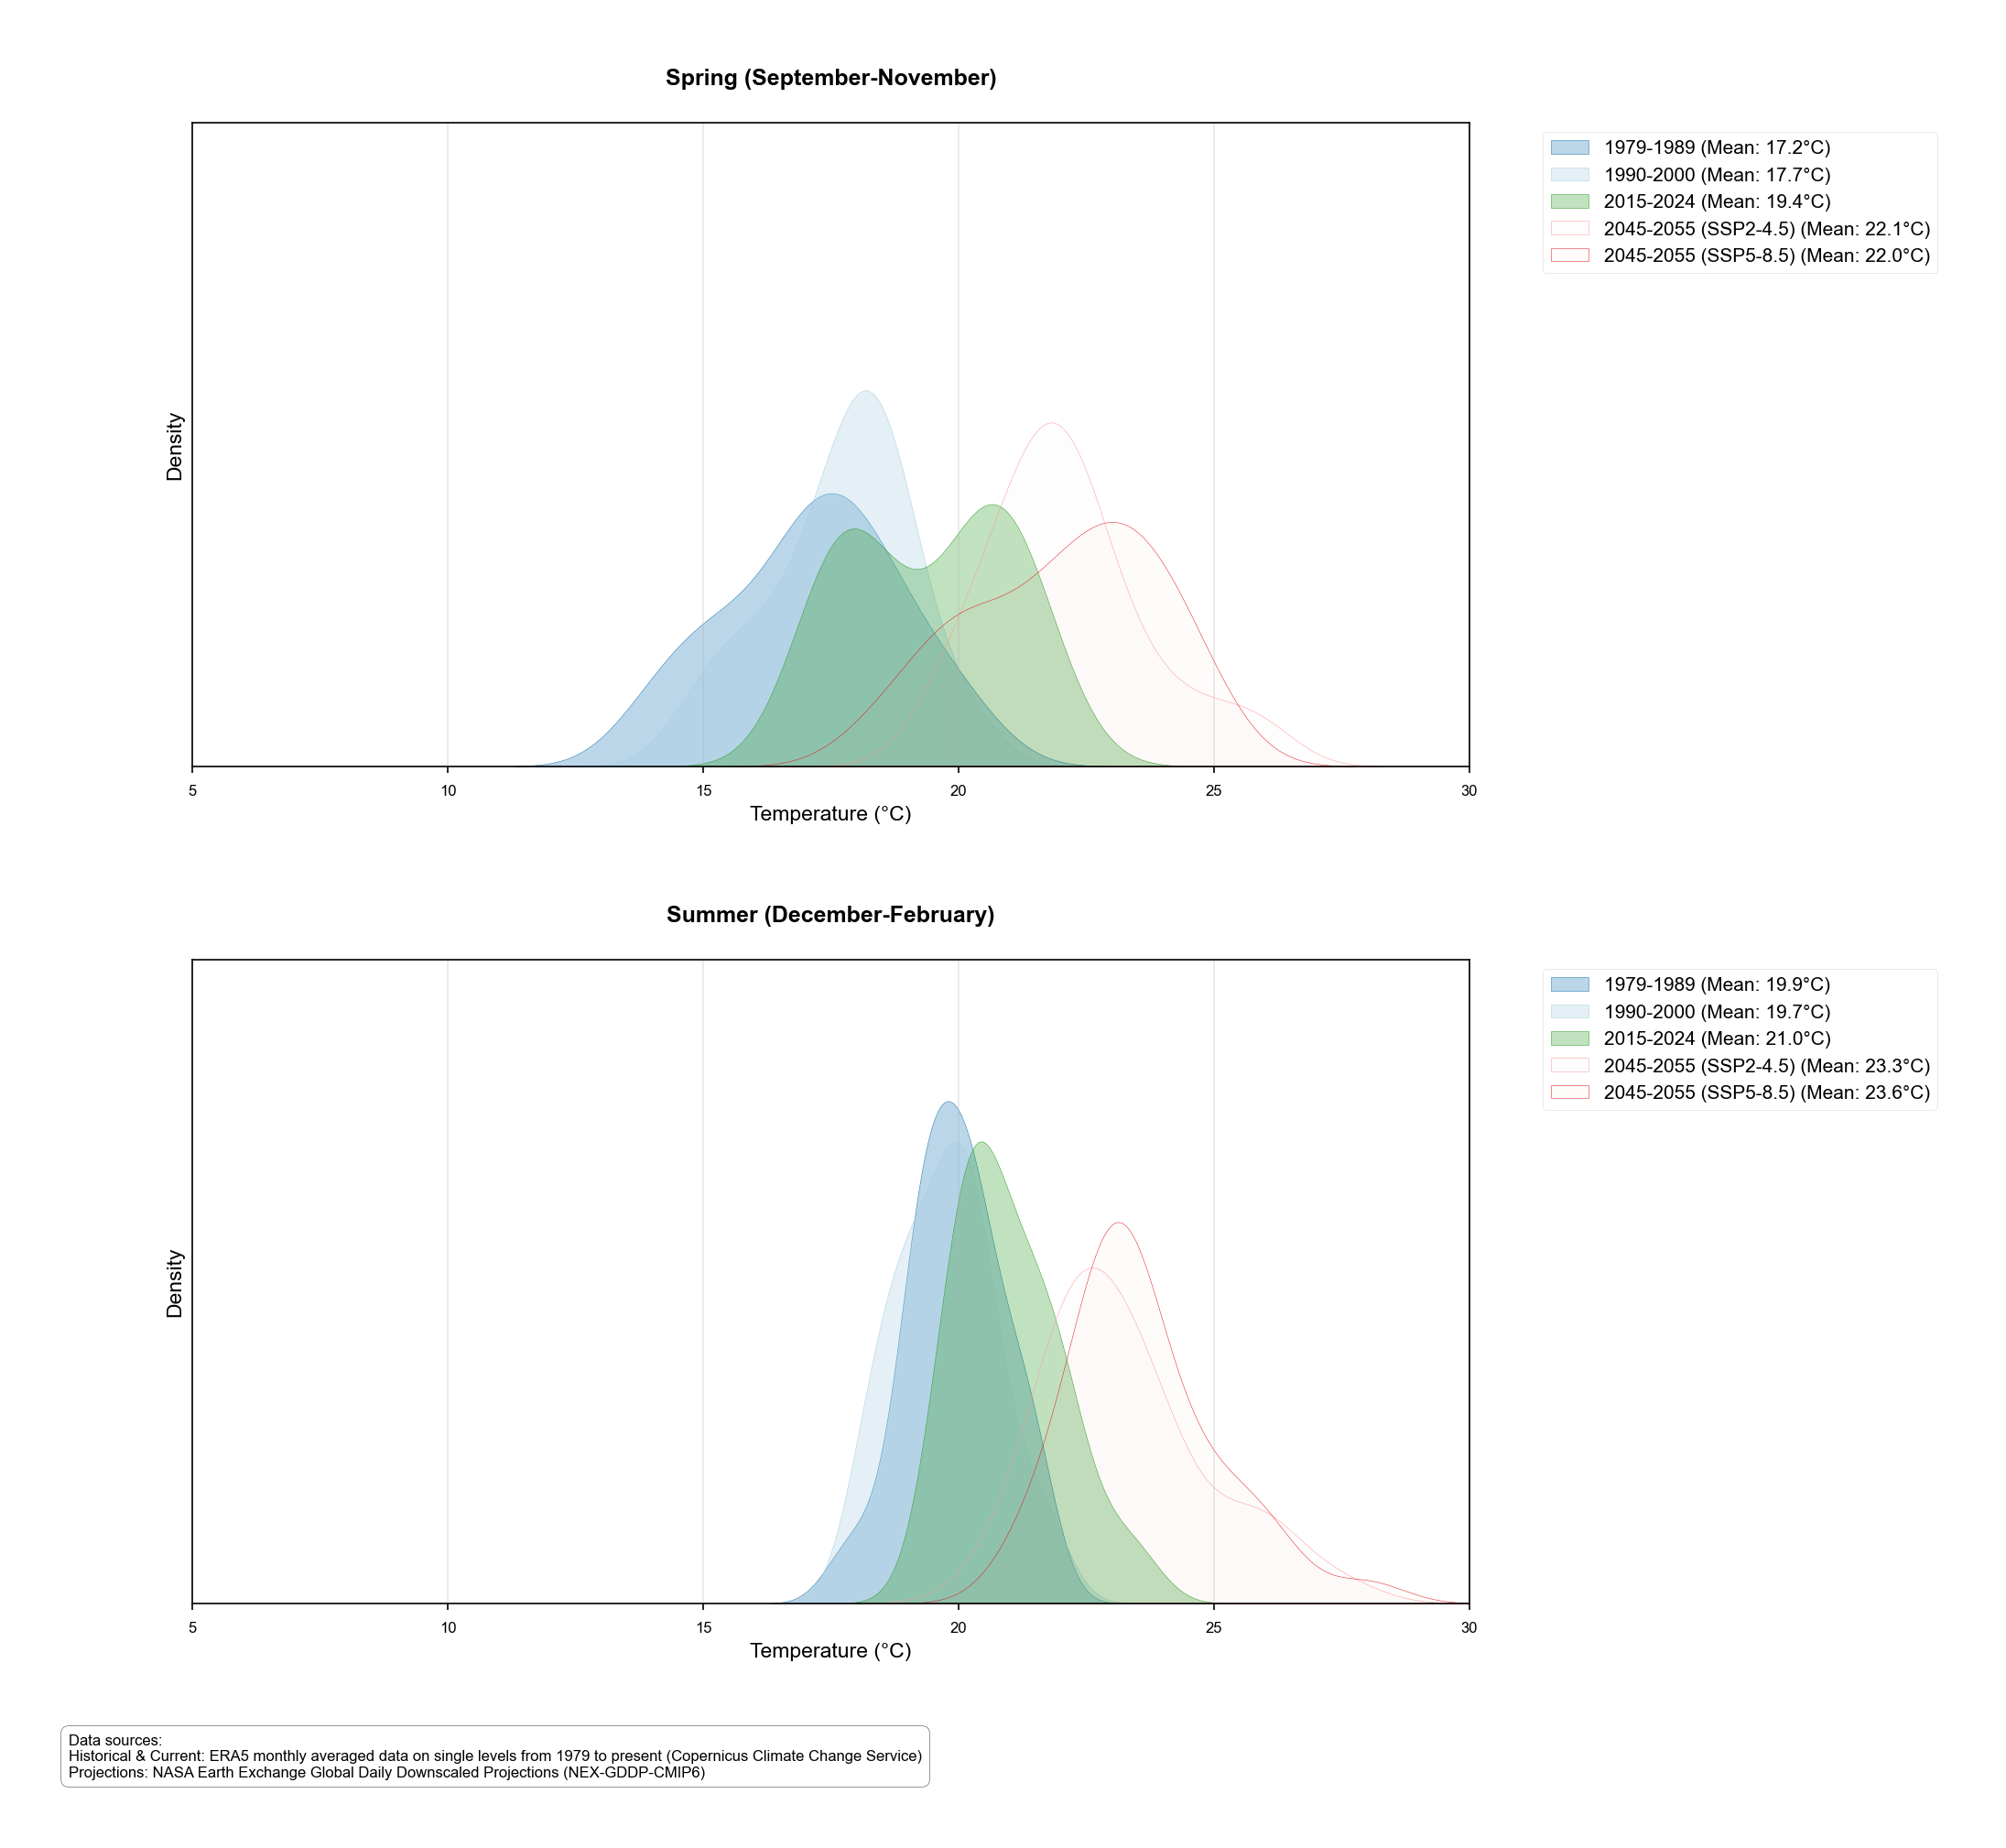 Spring (September-November)
1979-1989 (Mean: 17.2°C)
1990-2000 (Mean: 17.7°C)
2015-2024 (Mean: 19.4°C)
2045-2055 (SSP2-4.5) (Mean: 22.1°C)
2045-2055 (SSP5-8.5) (Mean: 22.0°C)
Density
5 10 15 20 25 30
Temperature (°C)
Summer (December-February)
1979-1989 (Mean: 19.9°C)
1990-2000 (Mean: 19.7°C)
2015-2024 (Mean: 21.0°C)
2045-2055 (SSP2-4.5) (Mean: 23.3°C)
2045-2055 (SSP5-8.5) (Mean: 23.6°C)
Density
5 10 15 20 25 30
Temperature (°C)
Data sources:
Historical & Current: ERA5 monthly averaged data on single levels from 1979 to present (Copernicus Climate Change Service)
Projections: NASA Earth Exchange Global Daily Downscaled Projections (NEX-GDDP-CMIP6)